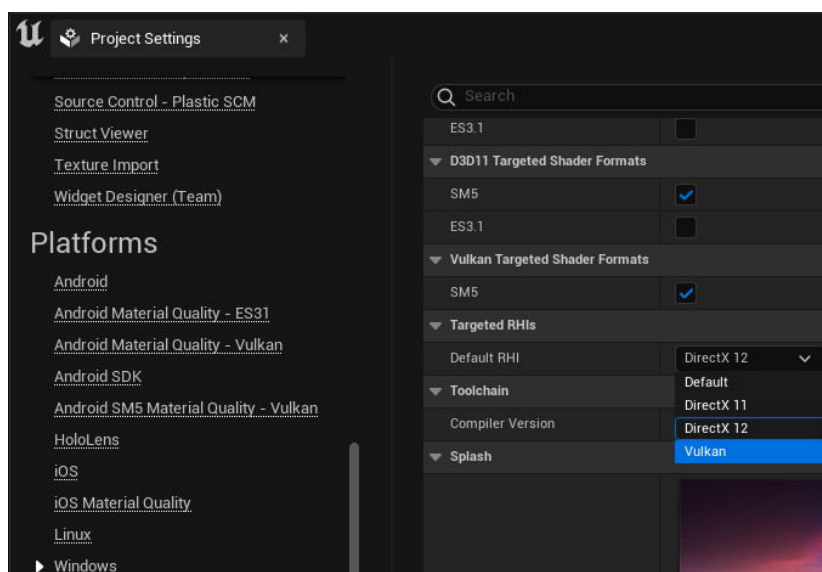 Project Settings
Source Control - Plastic SCM
Struct Viewer
Texture Import
Widget Designer (Team)
Platforms
Android
Android Material Quality - ES31
Android Material Quality - Vulkan
Android SDK
Android SM5 Material Quality - Vulkan
HoloLens
iOS
iOS Material Quality
Linux
Windows
Search
ES3.1
D3D11 Targeted Shader Formats
SM5
ES3.1
Vulkan Targeted Shader Formats
SM5
Targeted RHIs
Default RHI
DirectX 12
Default
DirectX 11
DirectX 12
Vulkan
Toolchain
Compiler Version
Splash